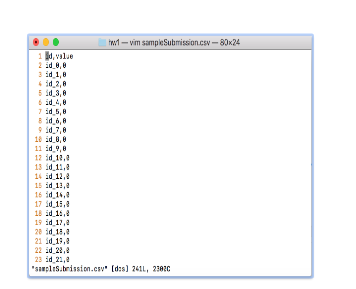 hw1 — vim sampleSubmission.csv — 80×24
1 id,value
2 id_0,0
3 id_1,0
4 id_2,0
5 id_3,0
6 id_4,0
7 id_5,0
8 id_6,0
9 id_7,0
10 id_8,0
11 id_9,0
12 id_10,0
13 id_11,0
14 id_12,0
15 id_13,0
16 id_14,0
17 id_15,0
18 id_16,0
19 id_17,0
20 id_18,0
21 id_19,0
22 id_20,0
23 id_21,0
"sampleSubmission.csv" [dos] 241L, 2300C